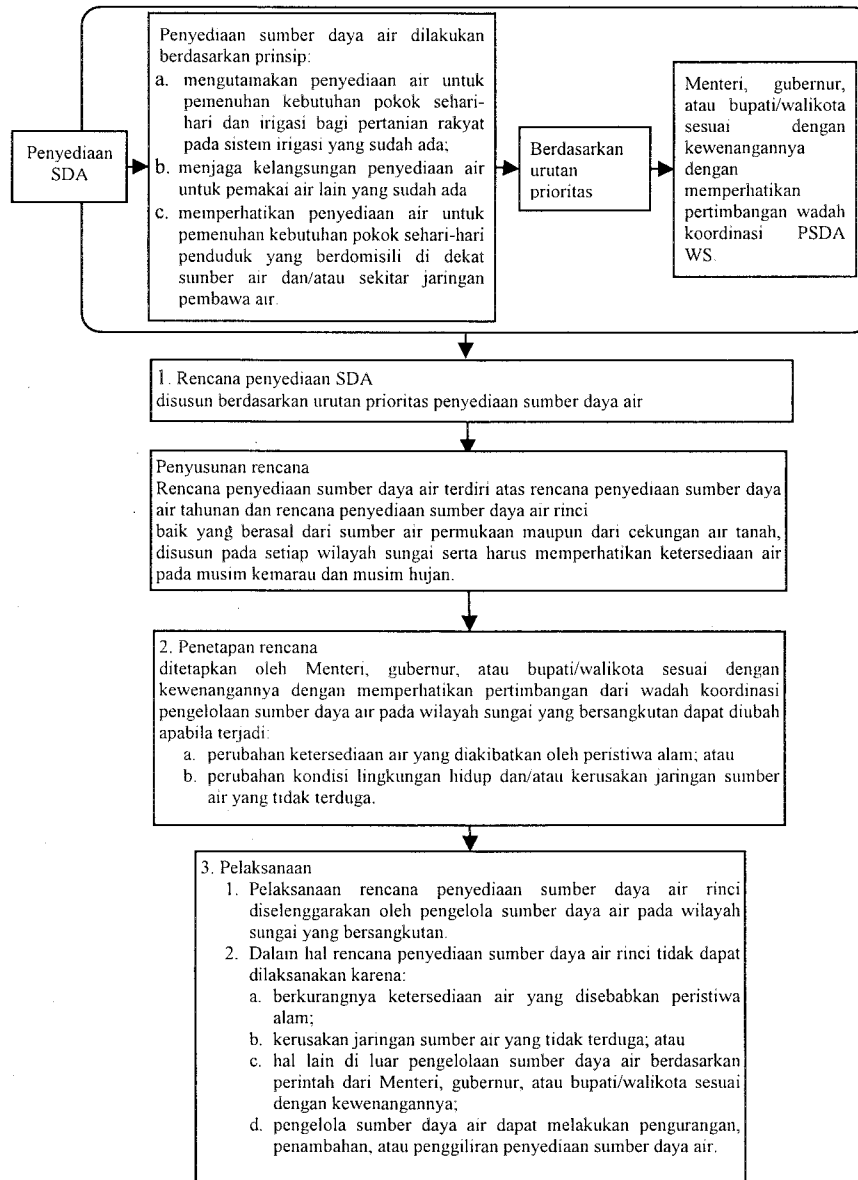 Penyediaan
SDA
Penyediaan sumber daya air dilakukan
berdasarkan prinsip:
a. mengutamakan penyediaan air untuk
pemenuhan kebutuhan pokok sehari-
hari dan irigasi bagi pertanian rakyat
pada sistem irigasi yang sudah ada;
b. menjaga kelangsungan penyediaan air
untuk pemakai air lain yang sudah ada
c. memperhatikan penyediaan air untuk
pemenuhan kebutuhan pokok sehari-hari
penduduk yang berdomisili di dekat
sumber air dan/atau sekitar jaringan
pembawa air.
Berdasarkan
urutan
prioritas
Menteri, gubernur,
atau bupati/walikota
sesuai dengan
kewenangannya
dengan
memperhatikan
pertimbangan wadah
koordinasi PSDA
WS.
1. Rencana penyediaan SDA
disusun berdasarkan urutan prioritas penyediaan sumber daya air
Penyusunan rencana
Rencana penyediaan sumber daya air terdiri atas rencana penyediaan sumber daya
air tahunan dan rencana penyediaan sumber daya air rinci
baik yang berasal dari sumber air permukaan maupun dari cekungan air tanah,
disusun pada setiap wilayah sungai serta harus memperhatikan ketersediaan air
pada musim kemarau dan musim hujan.
2. Penetapan rencana
ditetapkan oleh Menteri, gubernur, atau bupati/walikota sesuai dengan
kewenangannya dengan memperhatikan pertimbangan dari wadah koordinasi
pengelolaan sumber daya air pada wilayah sungai yang bersangkutan dapat diubah
apabila terjadi:
a. perubahan ketersediaan air yang diakibatkan oleh peristiwa alam; atau
b. perubahan kondisi lingkungan hidup dan/atau kerusakan jaringan sumber
air yang tidak terduga.
3. Pelaksanaan
1. Pelaksanaan rencana penyediaan sumber daya air rinci
diselenggarakan oleh pengelola sumber daya air pada wilayah
sungai yang bersangkutan.
2. Dalam hal rencana penyediaan sumber daya air rinci tidak dapat
dilaksanakan karena:
a. berkurangnya ketersediaan air yang disebabkan peristiwa
alam;
b. kerusakan jaringan sumber air yang tidak terduga; atau
c. hal lain di luar pengelolaan sumber daya air berdasarkan
perintah dari Menteri, gubernur, atau bupati/walikota sesuai
dengan kewenangannya;
d. pengelola sumber daya air dapat melakukan pengurangan,
penambahan, atau penggiliran penyediaan sumber daya air.